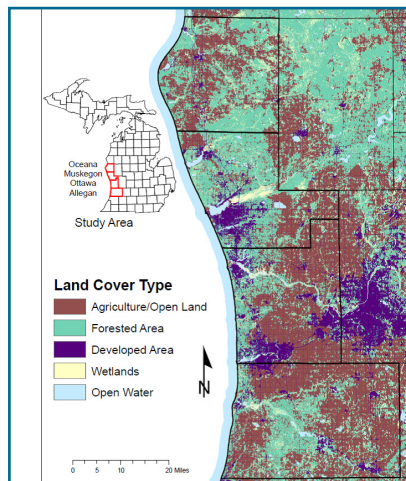 Oceana
Muskegon
Ottawa
Allegan
Study Area
Land Cover Type
Agriculture/Open Land
Forested Area
Developed Area
Wetlands
Open Water
N
0 5 10 20 Miles